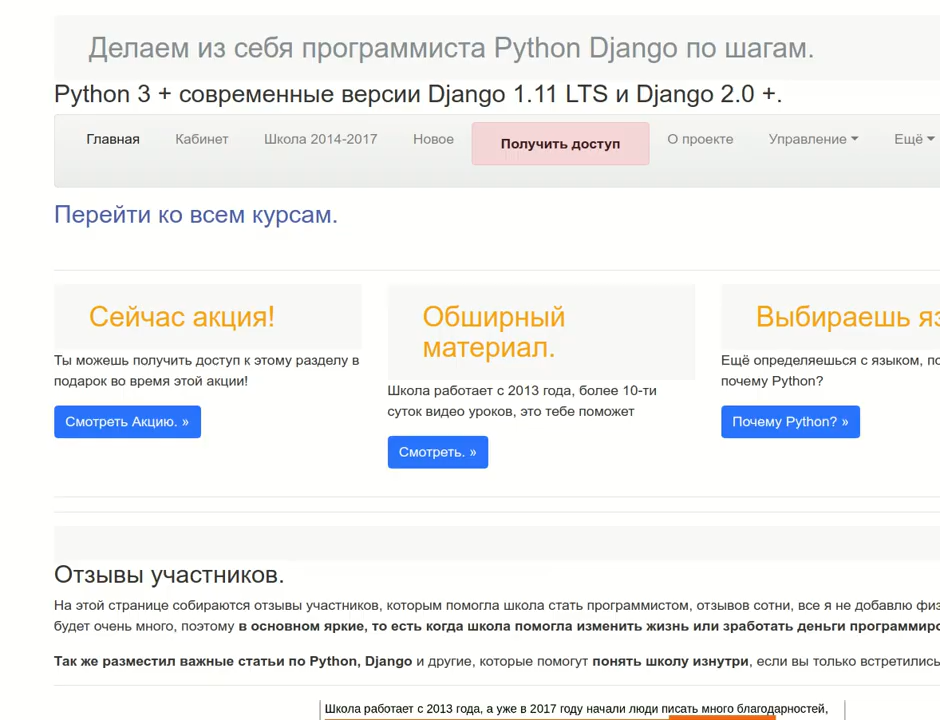 Делаем из себя программиста Python Django по шагам.
Python 3 + современные версии Django 1.11 LTS и Django 2.0 +.
Главная Кабинет Школа 2014-2017 Новое Получить доступ О проекте Управление Ещё
Перейти ко всем курсам.
Сейчас акция!
Ты можешь получить доступ к этому разделу в
подарок во время этой акции!
Смотреть Акцию. »
Обширный
материал.
Школа работает с 2013 года, более 10-ти
суток видео уроков, это тебе поможет
Смотреть. »
Выбираешь
Ещё определяешься с языком,
почему Python?
Почему Python? »
Отзывы участников.
На этой странице собираются отзывы участников, которым помогла школа стать программистом, отзывов сотни, все я не добавлю
будет очень много, поэтому в основном яркие, то есть когда школа помогла изменить жизнь или зработать деньги
Так же разместил важные статьи по Python, Django и другие, которые помогут понять школу изнутри, если вы только встретились
Школа работает с 2013 года, а уже в 2017 году начали люди писать много благодарностей,